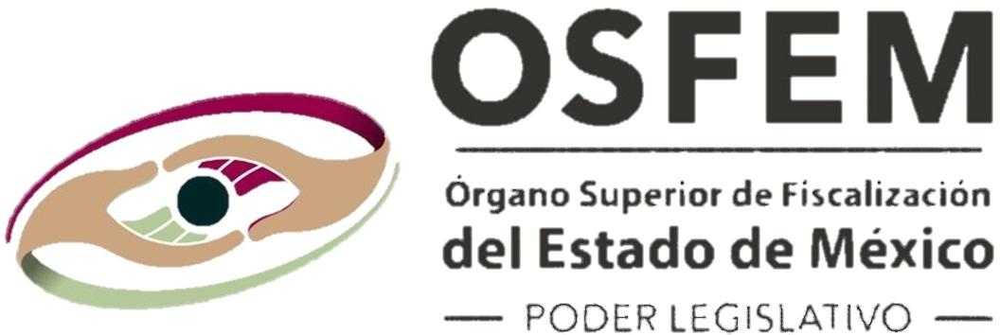 OSFEM
Órgano Superior de Fiscalización
del Estado de México
PODER LEGISLATIVO